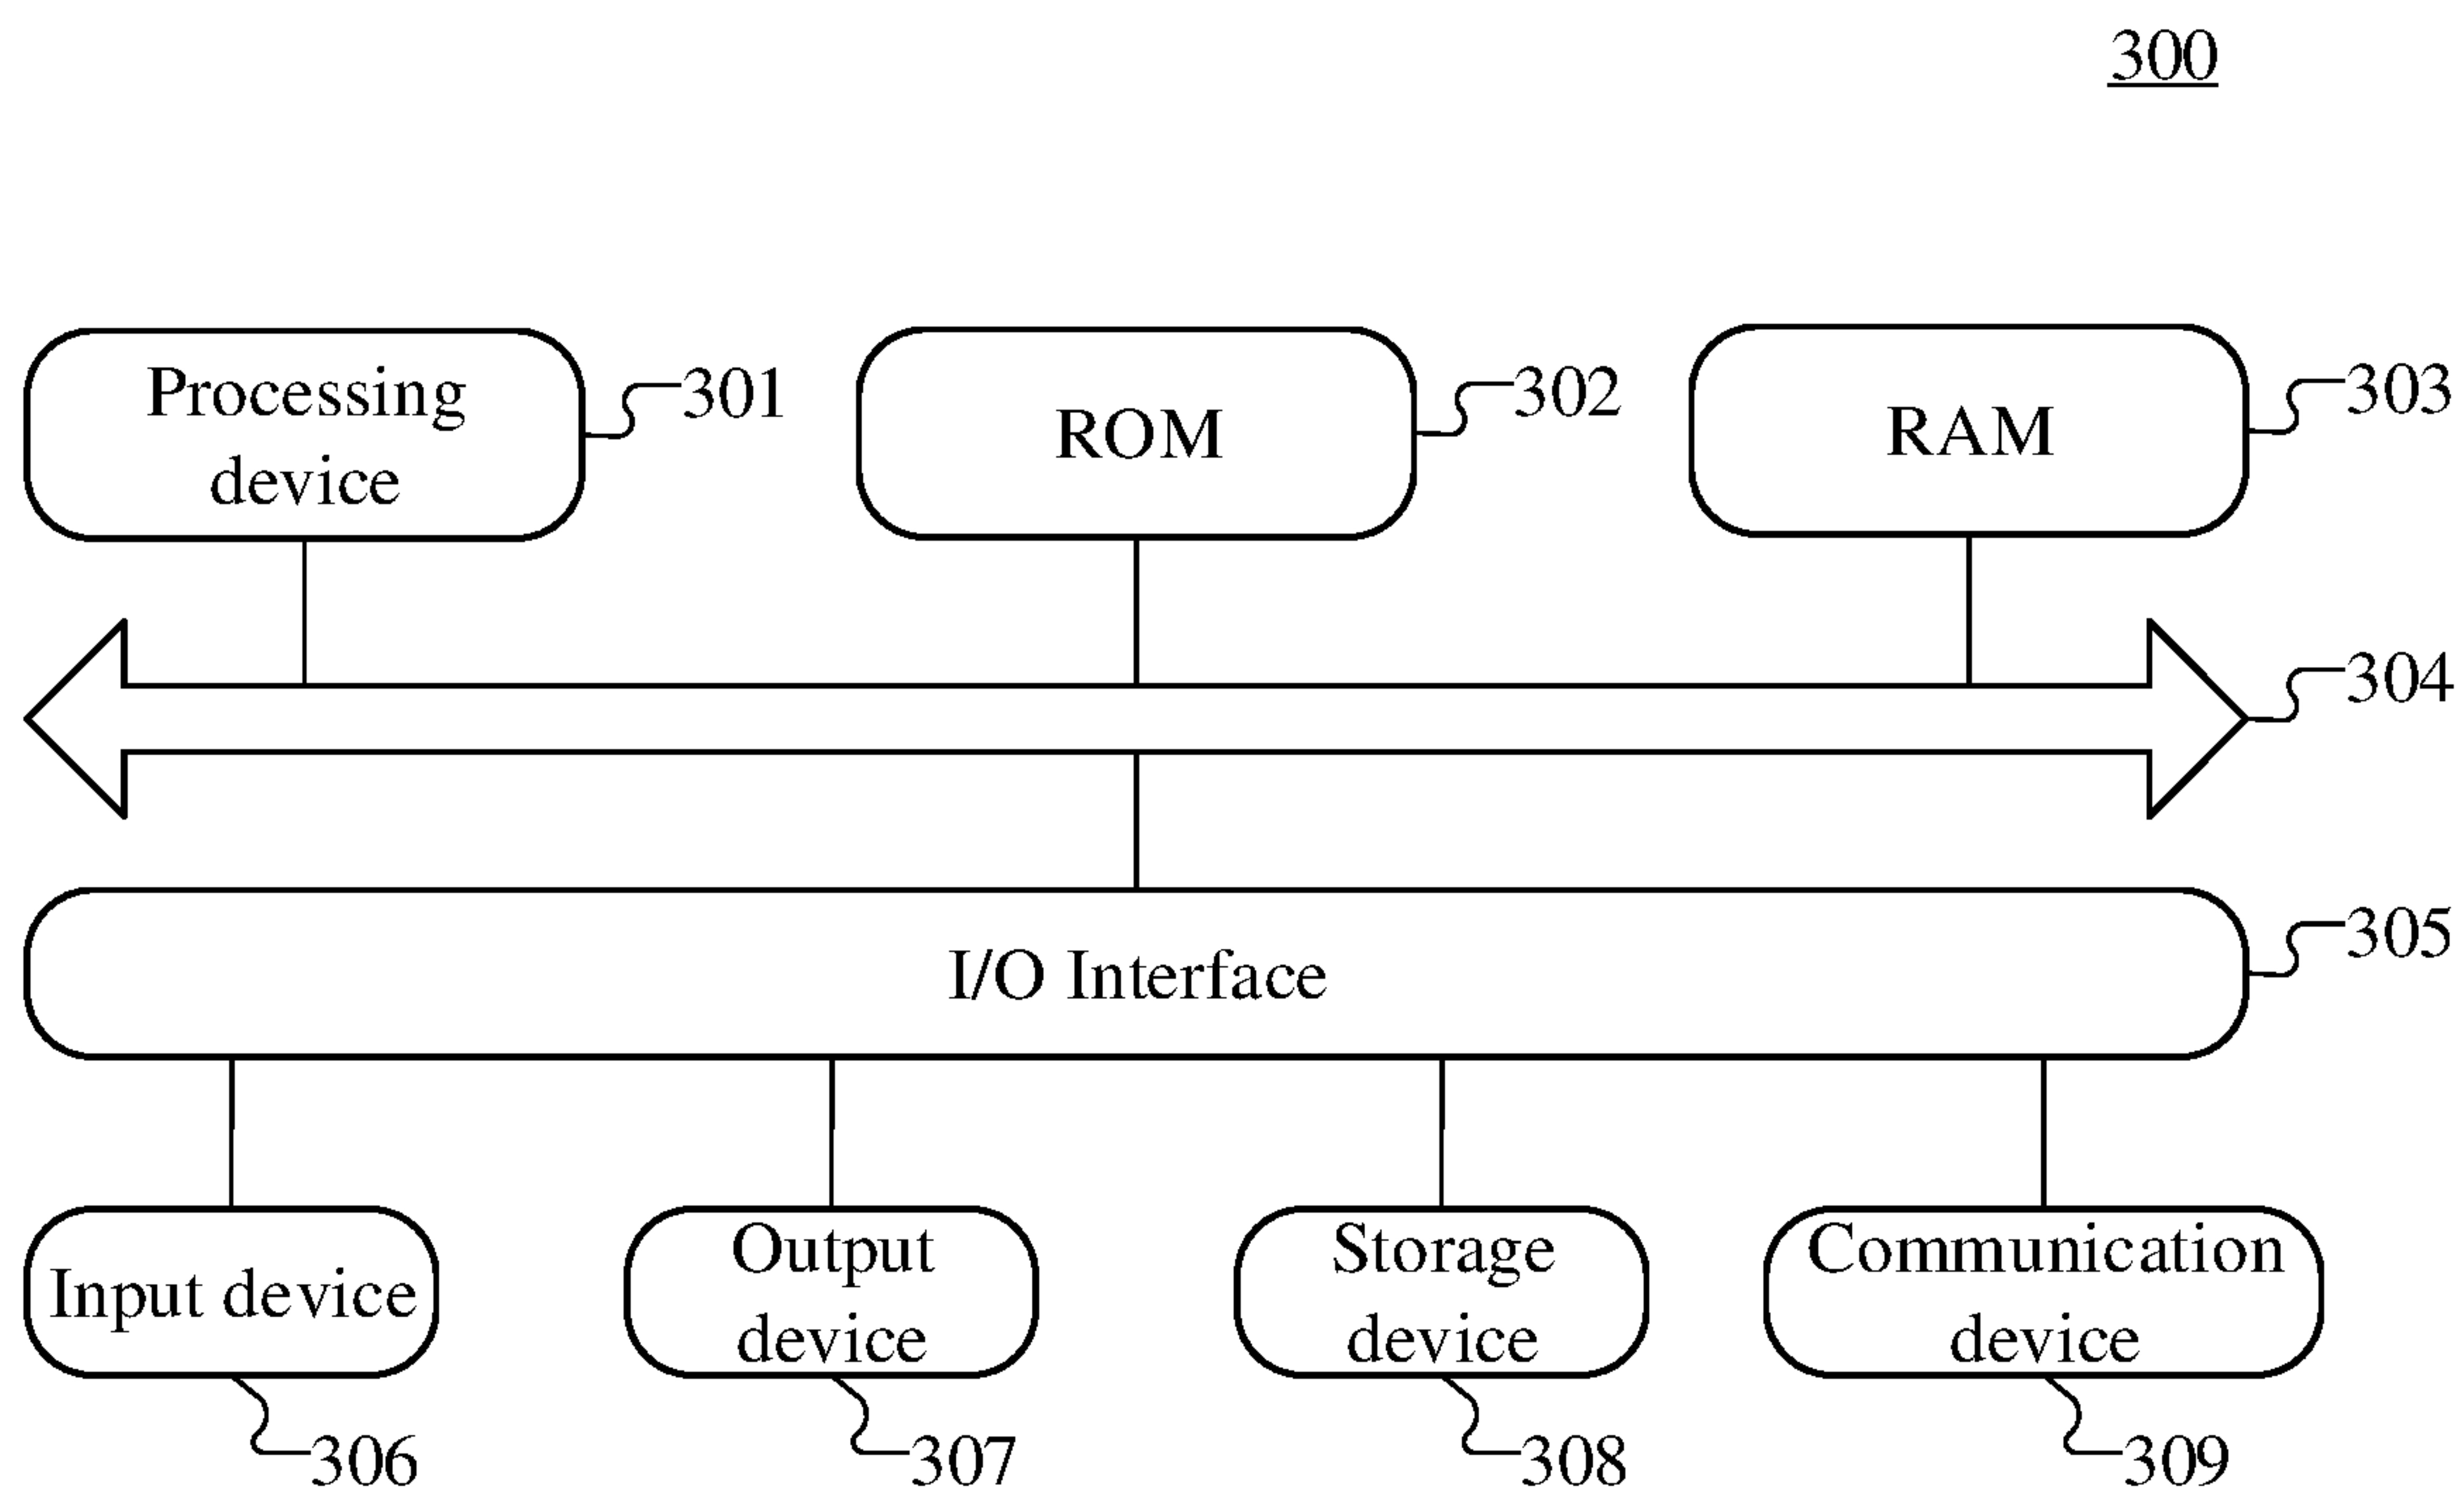 300
Processing
device
301
ROM
302
RAM
303
304
I/O Interface
305
Input device
Output
device
Storage
device
Communication
device
306
307
308
309